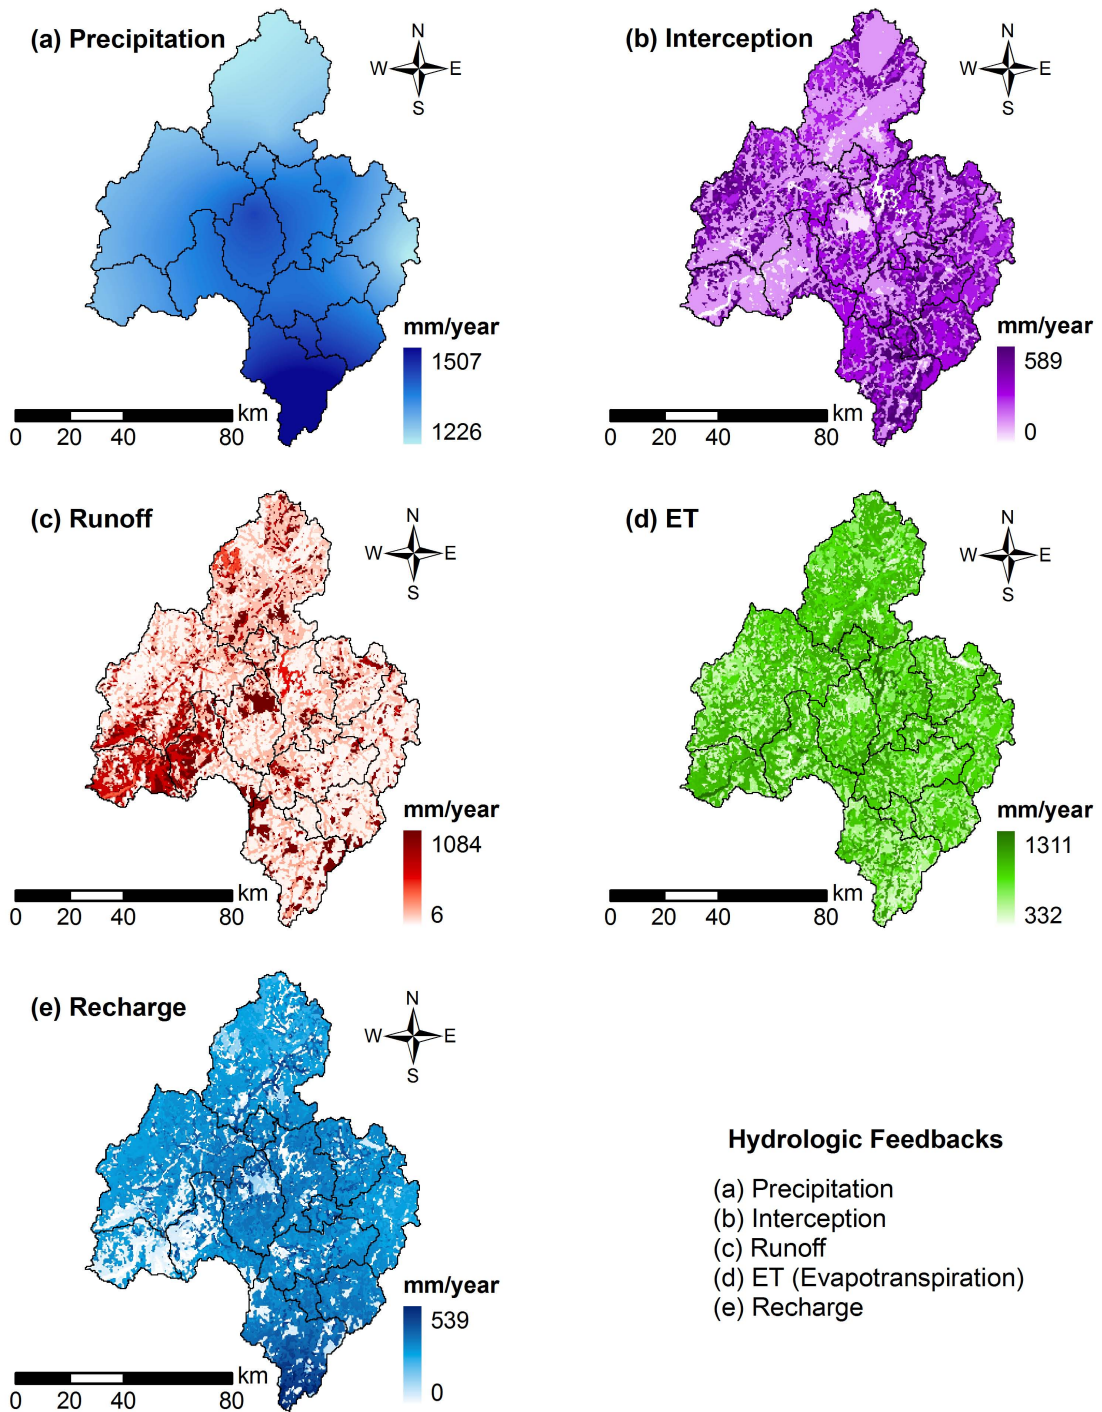 (a) Precipitation
N
W E
S
mm/year
1507
1226
km
0 20 40 80
(b) Interception
N
W E
S
mm/year
589
0
km
0 20 40 80
(c) Runoff
N
W E
S
mm/year
1084
6
km
0 20 40 80
(d) ET
N
W E
S
mm/year
1311
332
km
0 20 40 80
(e) Recharge
N
W E
S
mm/year
539
0
km
0 20 40 80
Hydrologic Feedbacks
(a) Precipitation
(b) Interception
(c) Runoff
(d) ET (Evapotranspiration)
(e) Recharge